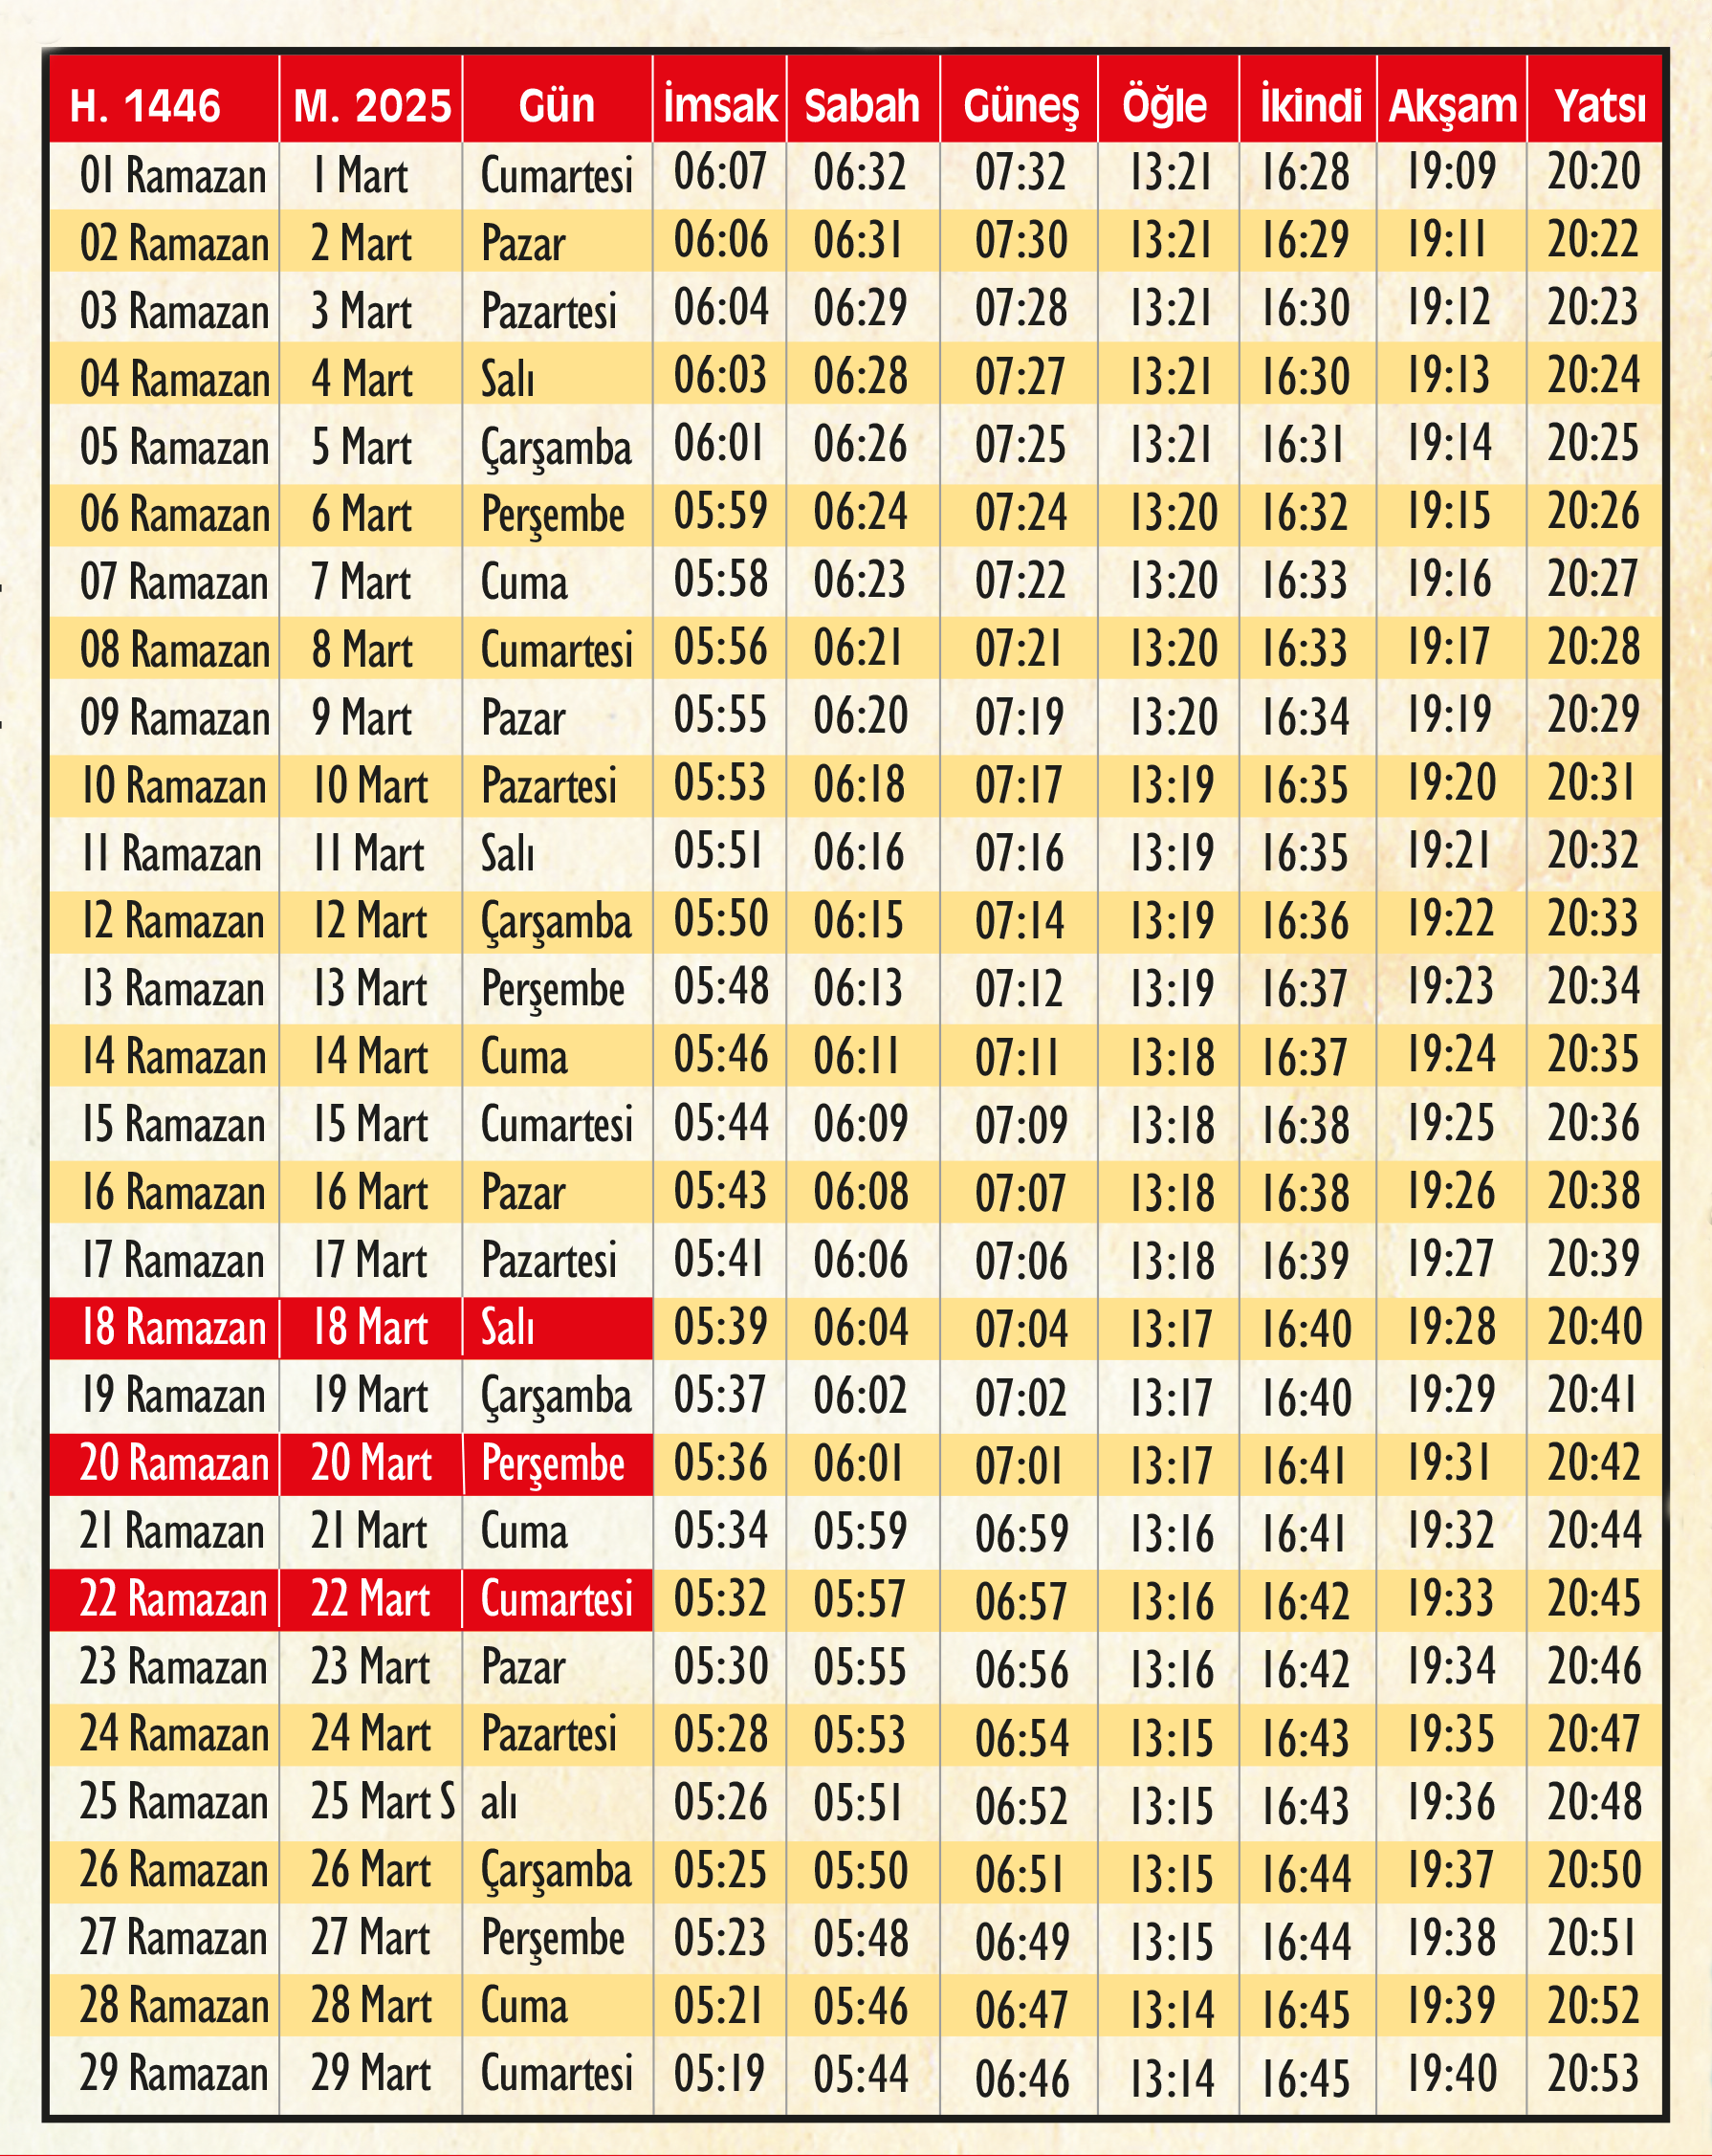 H. 1446 M. 2025 Gün İmsak Sabah Güneş Öğle İkindi Akşam Yatsı
01 Ramazan 1 Mart Cumartesi 06:07 06:32 07:32 13:21 16:28 19:09 20:20
02 Ramazan 2 Mart Pazar 06:06 06:31 07:30 13:21 16:29 19:11 20:22
03 Ramazan 3 Mart Pazartesi 06:04 06:29 07:28 13:21 16:30 19:12 20:23
04 Ramazan 4 Mart Salı 06:03 06:28 07:27 13:21 16:30 19:13 20:24
05 Ramazan 5 Mart Çarşamba 06:01 06:26 07:25 13:21 16:31 19:14 20:25
06 Ramazan 6 Mart Perşembe 05:59 06:24 07:24 13:20 16:32 19:15 20:26
07 Ramazan 7 Mart Cuma 05:58 06:23 07:22 13:20 16:33 19:16 20:27
08 Ramazan 8 Mart Cumartesi 05:56 06:21 07:21 13:20 16:33 19:17 20:28
09 Ramazan 9 Mart Pazar 05:55 06:20 07:19 13:20 16:34 19:19 20:29
10 Ramazan 10 Mart Pazartesi 05:53 06:18 07:17 13:19 16:35 19:20 20:31
11 Ramazan 11 Mart Salı 05:51 06:16 07:16 13:19 16:35 19:21 20:32
12 Ramazan 12 Mart Çarşamba 05:50 06:15 07:14 13:19 16:36 19:22 20:33
13 Ramazan 13 Mart Perşembe 05:48 06:13 07:12 13:19 16:37 19:23 20:34
14 Ramazan 14 Mart Cuma 05:46 06:11 07:11 13:18 16:37 19:24 20:35
15 Ramazan 15 Mart Cumartesi 05:44 06:09 07:09 13:18 16:38 19:25 20:36
16 Ramazan 16 Mart Pazar 05:43 06:08 07:07 13:18 16:38 19:26 20:38
17 Ramazan 17 Mart Pazartesi 05:41 06:06 07:06 13:18 16:39 19:27 20:39
18 Ramazan 18 Mart Salı 05:39 06:04 07:04 13:17 16:40 19:28 20:40
19 Ramazan 19 Mart Çarşamba 05:37 06:02 07:02 13:17 16:40 19:29 20:41
20 Ramazan 20 Mart Perşembe 05:36 06:01 07:01 13:17 16:41 19:31 20:42
21 Ramazan 21 Mart Cuma 05:34 05:59 06:59 13:16 16:41 19:32 20:44
22 Ramazan 22 Mart Cumartesi 05:32 05:57 06:57 13:16 16:42 19:33 20:45
23 Ramazan 23 Mart Pazar 05:30 05:55 06:56 13:16 16:42 19:34 20:46
24 Ramazan 24 Mart Pazartesi 05:28 05:53 06:54 13:15 16:43 19:35 20:47
25 Ramazan 25 Mart S alı 05:26 05:51 06:52 13:15 16:43 19:36 20:48
26 Ramazan 26 Mart Çarşamba 05:25 05:50 06:51 13:15 16:44 19:37 20:50
27 Ramazan 27 Mart Perşembe 05:23 05:48 06:49 13:15 16:44 19:38 20:51
28 Ramazan 28 Mart Cuma 05:21 05:46 06:47 13:14 16:45 19:39 20:52
29 Ramazan 29 Mart Cumartesi 05:19 05:44 06:46 13:14 16:45 19:40 20:53